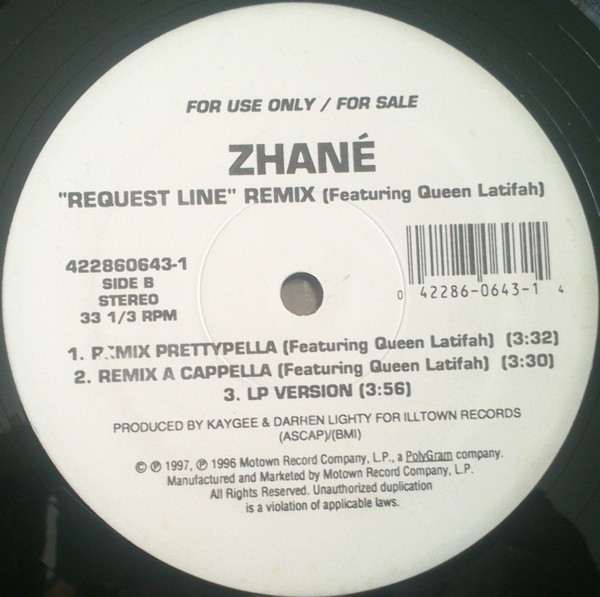 FOR USE ONLY / FOR SALE
ZHANÉ
"REQUEST LINE" REMIX (Featuring Queen Latifah)
422860643-1
SIDE B
STEREO
33 1/3 RPM
0 42286-0643-1 4
1. REMIX PRETTYPELLA (Featuring Queen Latifah) (3:32)
2. REMIX A CAPPELLA (Featuring Queen Latifah) (3:30)
3. LP VERSION (3:56)
PRODUCED BY KAYGEE & DARREN LIGHTY FOR ILLTOWN RECORDS
(ASCAP)/(BMI)
© ℗ 1997, ℗ 1996 Motown Record Company, L.P., a PolyGram company.
Manufactured and Marketed by Motown Record Company, L.P.
All Rights Reserved. Unauthorized duplication
is a violation of applicable laws.